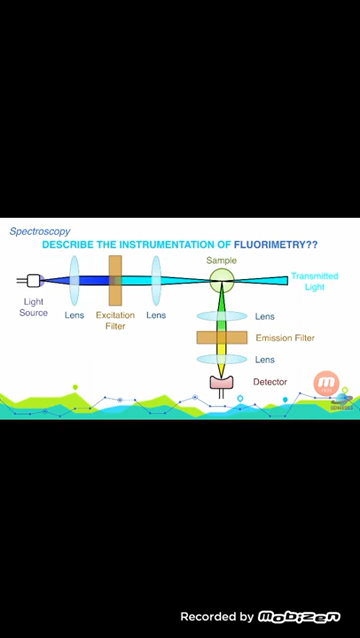 Spectroscopy
DESCRIBE THE INSTRUMENTATION OF FLUORIMETRY??
Sample
Transmitted
Light
Light
Source
Lens
Excitation
Filter
Lens
Lens
Emission Filter
Lens
Detector
Recorded by Mobizen